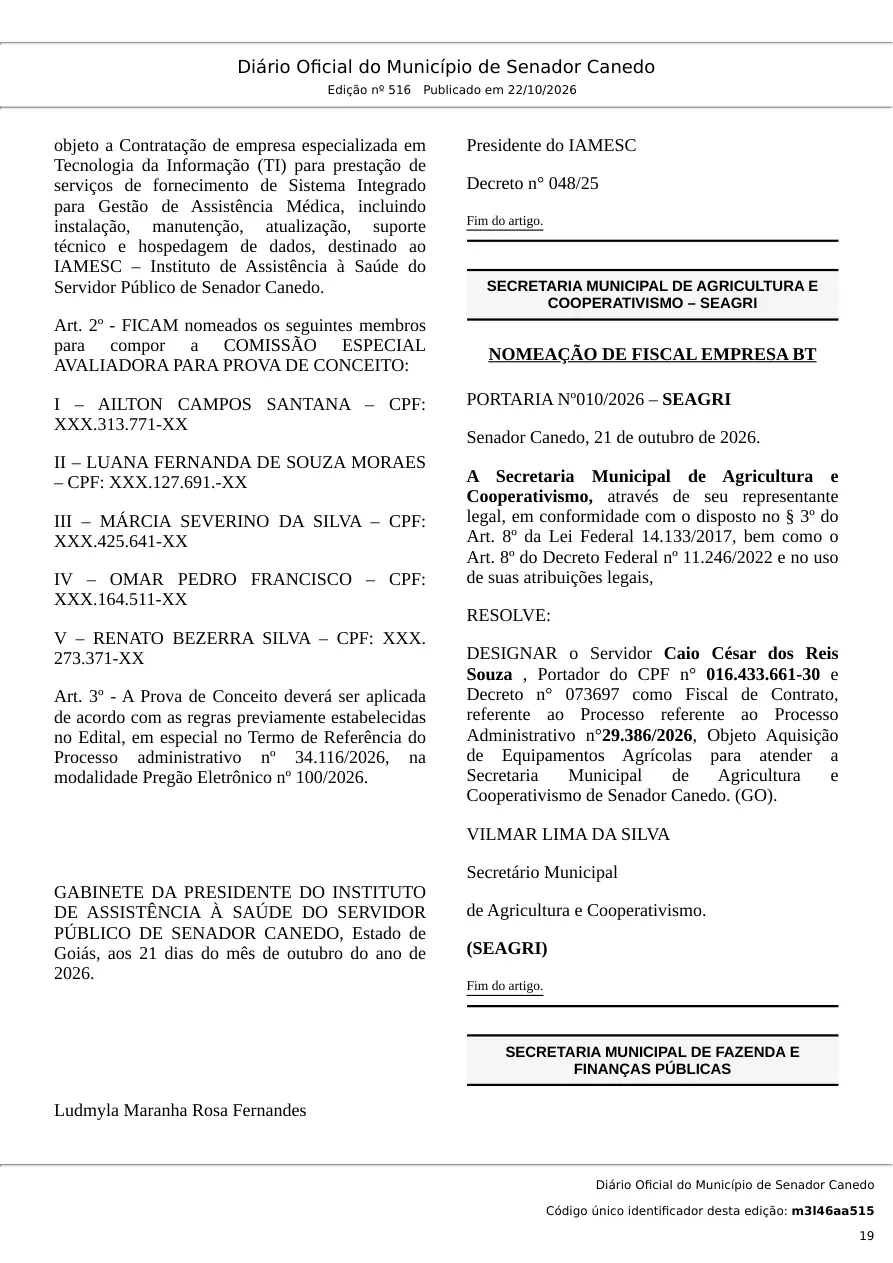 Diário Oficial do Município de Senador Canedo
Edição nº 516 Publicado em 22/10/2026
objeto a Contratação de empresa especializada em
Tecnologia da Informação (TI) para prestação de
serviços de fornecimento de Sistema Integrado
para Gestão de Assistência Médica, incluindo
instalação, manutenção, atualização, suporte
técnico e hospedagem de dados, destinado ao
IAMESC – Instituto de Assistência à Saúde do
Servidor Público de Senador Canedo.
Art. 2º - FICAM nomeados os seguintes membros
para compor a COMISSÃO ESPECIAL
AVALIADORA PARA PROVA DE CONCEITO:
I – AILTON CAMPOS SANTANA – CPF:
XXX.313.771-XX
II – LUANA FERNANDA DE SOUZA MORAES
– CPF: XXX.127.691.-XX
III – MÁRCIA SEVERINO DA SILVA – CPF:
XXX.425.641-XX
IV – OMAR PEDRO FRANCISCO – CPF:
XXX.164.511-XX
V – RENATO BEZERRA SILVA – CPF: XXX.
273.371-XX
Art. 3º - A Prova de Conceito deverá ser aplicada
de acordo com as regras previamente estabelecidas
no Edital, em especial no Termo de Referência do
Processo administrativo nº 34.116/2026, na
modalidade Pregão Eletrônico nº 100/2026.
GABINETE DA PRESIDENTE DO INSTITUTO
DE ASSISTÊNCIA À SAÚDE DO SERVIDOR
PÚBLICO DE SENADOR CANEDO, Estado de
Goiás, aos 21 dias do mês de outubro do ano de
2026.
Ludmyla Maranha Rosa Fernandes
Presidente do IAMESC
Decreto n° 048/25
Fim do artigo.
SECRETARIA MUNICIPAL DE AGRICULTURA E
COOPERATIVISMO – SEAGRI
NOMEAÇÃO DE FISCAL EMPRESA BT
PORTARIA Nº010/2026 – SEAGRI
Senador Canedo, 21 de outubro de 2026.
A Secretaria Municipal de Agricultura e
Cooperativismo, através de seu representante
legal, em conformidade com o disposto no § 3º do
Art. 8º da Lei Federal 14.133/2017, bem como o
Art. 8º do Decreto Federal nº 11.246/2022 e no uso
de suas atribuições legais,
RESOLVE:
DESIGNAR o Servidor Caio César dos Reis
Souza , Portador do CPF n° 016.433.661-30 e
Decreto n° 073697 como Fiscal de Contrato,
referente ao Processo referente ao Processo
Administrativo n°29.386/2026, Objeto Aquisição
de Equipamentos Agrícolas para atender a
Secretaria Municipal de Agricultura e
Cooperativismo de Senador Canedo. (GO).
VILMAR LIMA DA SILVA
Secretário Municipal
de Agricultura e Cooperativismo.
(SEAGRI)
Fim do artigo.
SECRETARIA MUNICIPAL DE FAZENDA E
FINANÇAS PÚBLICAS
Diário Oficial do Município de Senador Canedo
Código único identificador desta edição: m3l46aa515
19